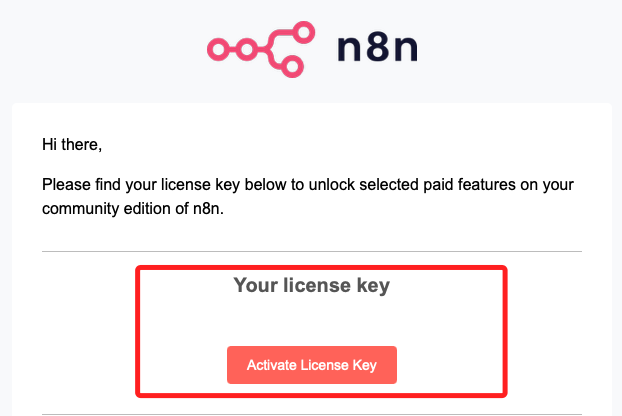 n8n
Hi there,
Please find your license key below to unlock selected paid features on your
community edition of n8n.
Your license key
Activate License Key